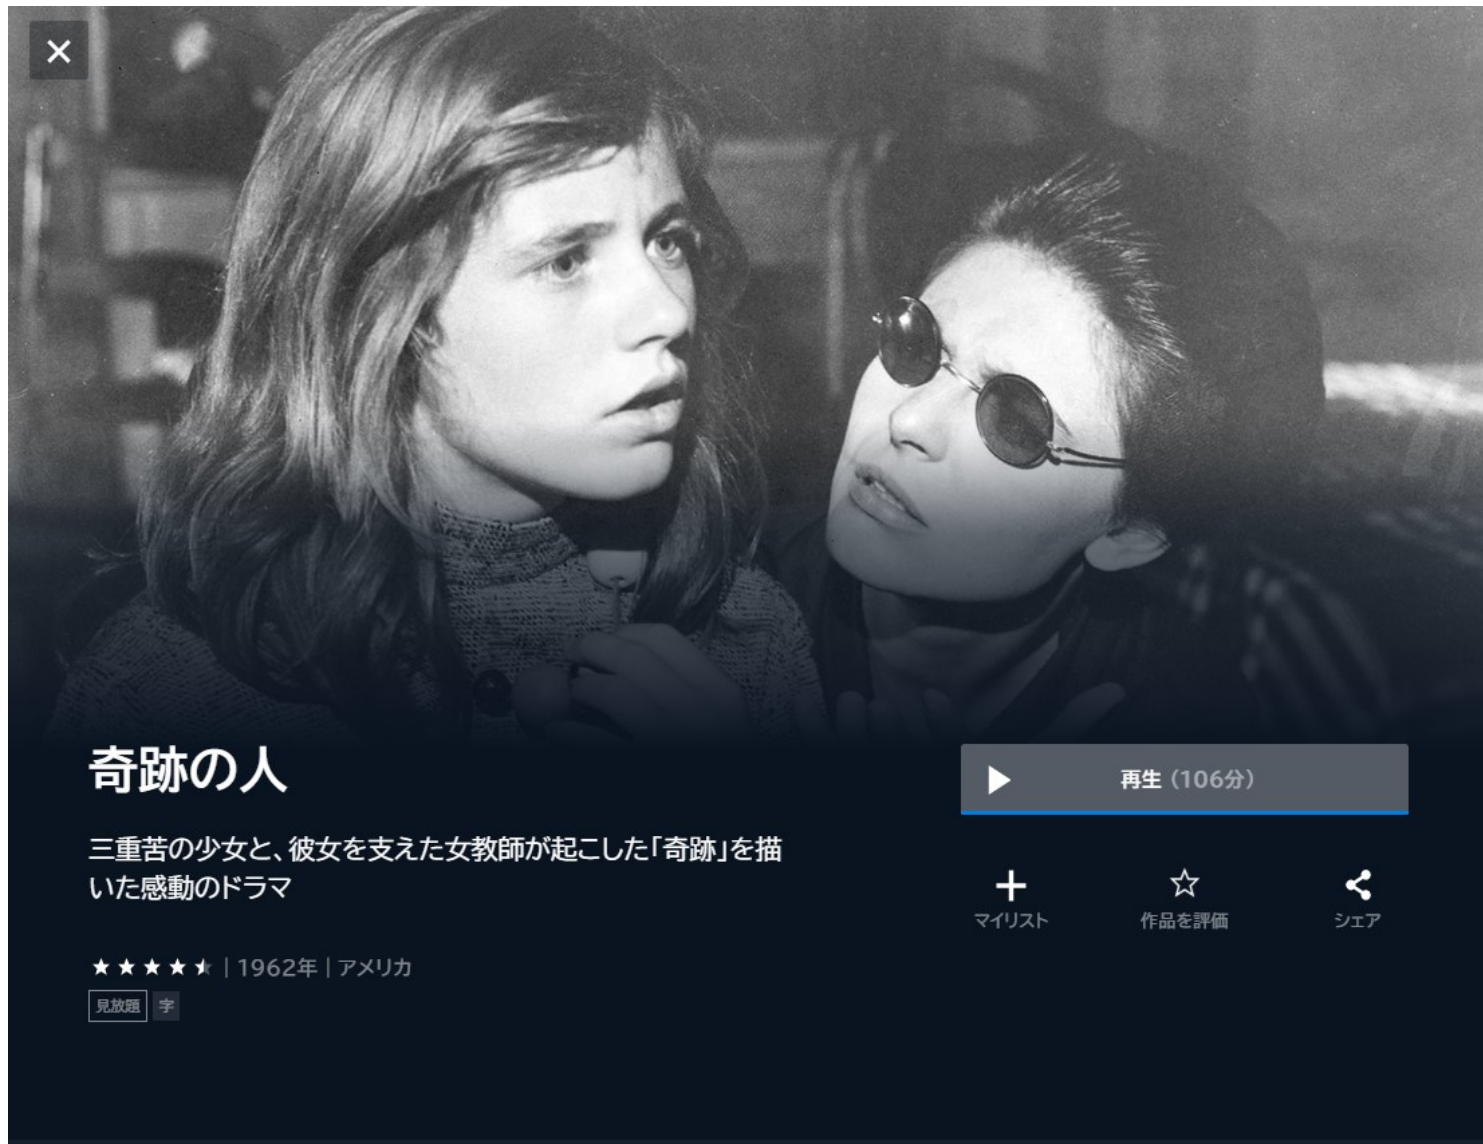 奇跡の人
再生（106分）
三重苦の少女と、彼女を支えた女教師が起こした「奇跡」を描
いた感動のドラマ
マイリスト
作品を評価
シェア
★★★★★ | 1962年 | アメリカ
見放題 字